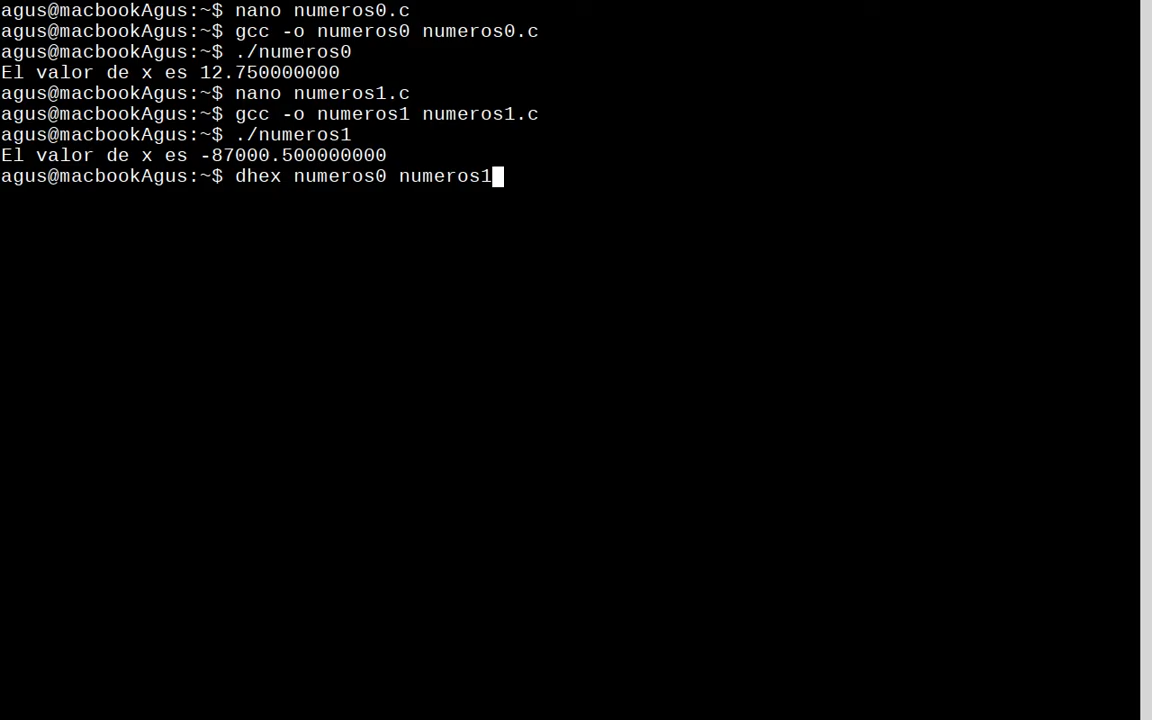 agus@macbookAgus:~$ nano numeros0.c
agus@macbookAgus:~$ gcc -o numeros0 numeros0.c
agus@macbookAgus:~$ ./numeros0
El valor de x es 12.750000000
agus@macbookAgus:~$ nano numeros1.c
agus@macbookAgus:~$ gcc -o numeros1 numeros1.c
agus@macbookAgus:~$ ./numeros1
El valor de x es -87000.500000000
agus@macbookAgus:~$ dhex numeros0 numeros1